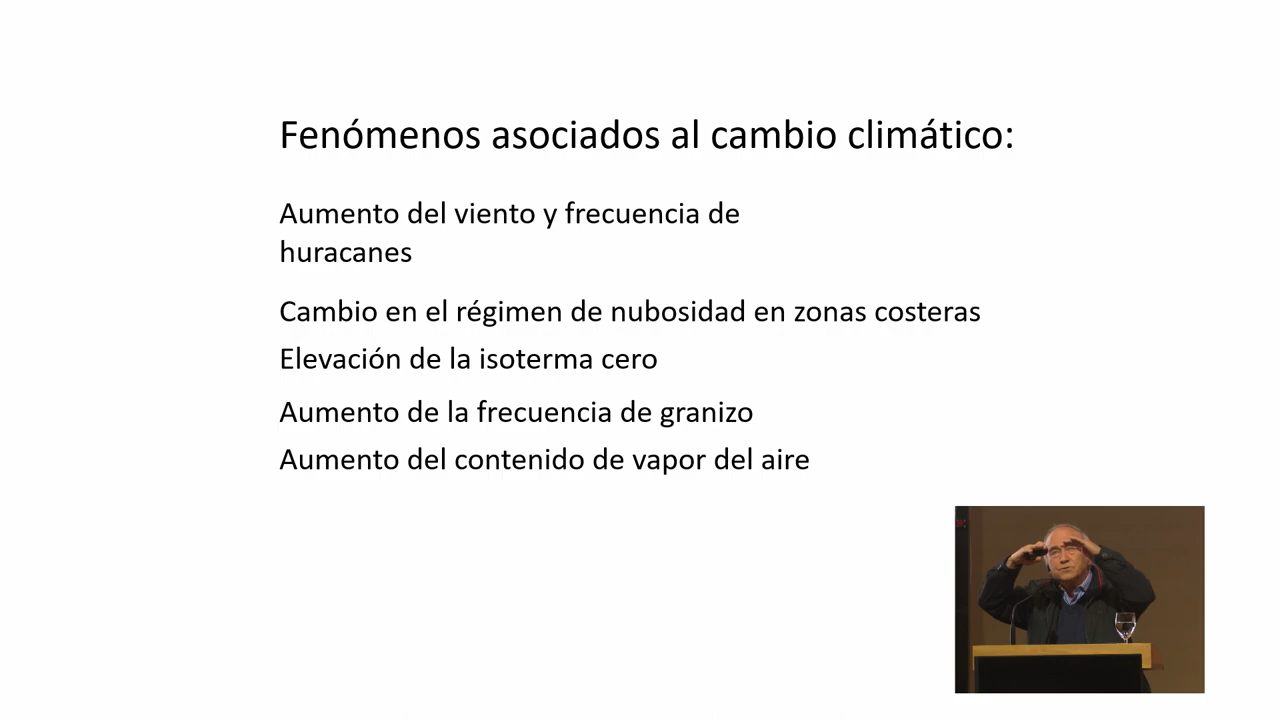 Fenómenos asociados al cambio climático:
Aumento del viento y frecuencia de
huracanes
Cambio en el régimen de nubosidad en zonas costeras
Elevación de la isoterma cero
Aumento de la frecuencia de granizo
Aumento del contenido de vapor del aire